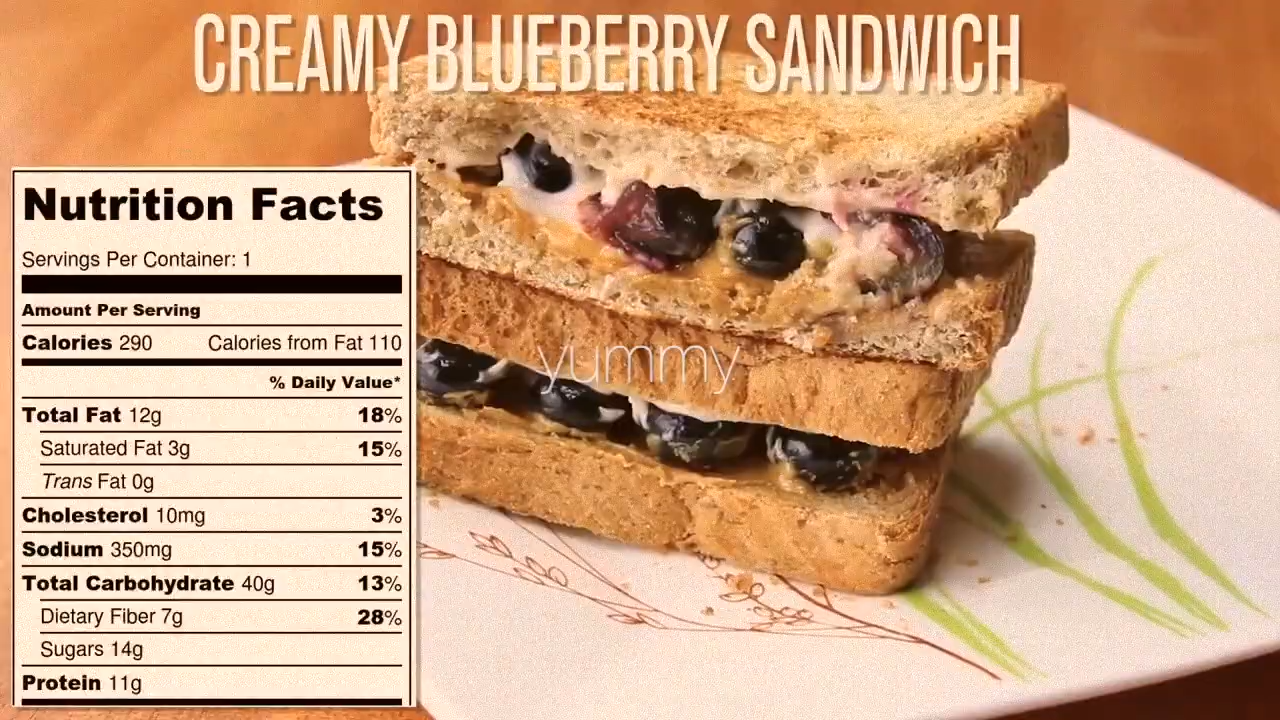 CREAMY BLUEBERRY SANDWICH
Nutrition Facts
Servings Per Container: 1
Amount Per Serving
Calories 290 Calories from Fat 110
% Daily Value*
Total Fat 12g 18%
Saturated Fat 3g 15%
Trans Fat 0g
Cholesterol 10mg 3%
Sodium 350mg 15%
Total Carbohydrate 40g 13%
Dietary Fiber 7g 28%
Sugars 14g
Protein 11g
yummy